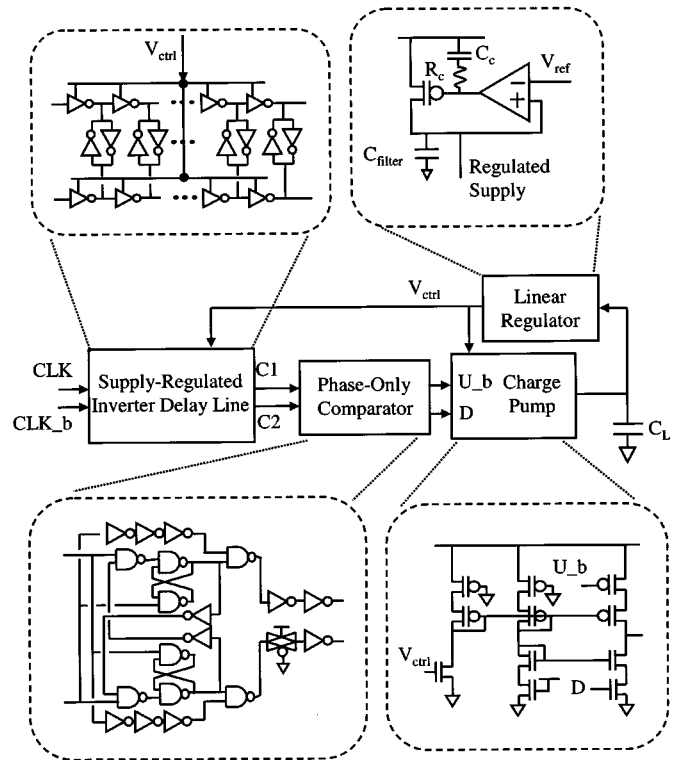 V_ctrl
C_c
V_ref
R_c
C_filter
Regulated
Supply
V_ctrl
Linear
Regulator
CLK
CLK_b
Supply-Regulated
Inverter Delay Line
C1
C2
Phase-Only
Comparator
U_b
D
Charge
Pump
C_L
U_b
V_ctrl
D